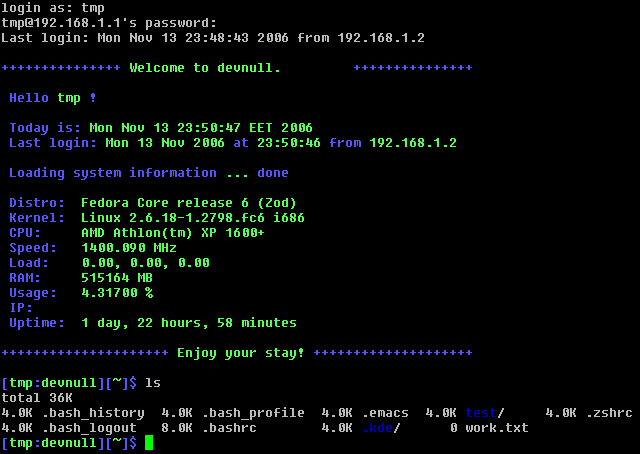 login as: tmp
tmp@192.168.1.1's password:
Last login: Mon Nov 13 23:48:43 2006 from 192.168.1.2
+++++++++++++++ Welcome to devnull. +++++++++++++++
Hello tmp !
Today is: Mon Nov 13 23:50:47 EET 2006
Last login: Mon 13 Nov 2006 at 23:50:46 from 192.168.1.2
Loading system information ... done
Distro: Fedora Core release 6 (Zod)
Kernel: Linux 2.6.18-1.2798.fc6 i686
CPU: AMD Athlon(tm) XP 1600+
Speed: 1400.090 MHz
Load: 0.00, 0.00, 0.00
RAM: 515164 MB
Usage: 4.31700 %
IP:
Uptime: 1 day, 22 hours, 58 minutes
+++++++++++++++++++++ Enjoy your stay! ++++++++++++++++++++
[tmp:devnull][~]$ ls
total 36K
4.0K .bash_history 4.0K .bash_profile 4.0K .emacs 4.0K test/ 4.0K .zshrc
4.0K .bash_logout 8.0K .bashrc 4.0K .kde/ 0 work.txt
[tmp:devnull][~]$